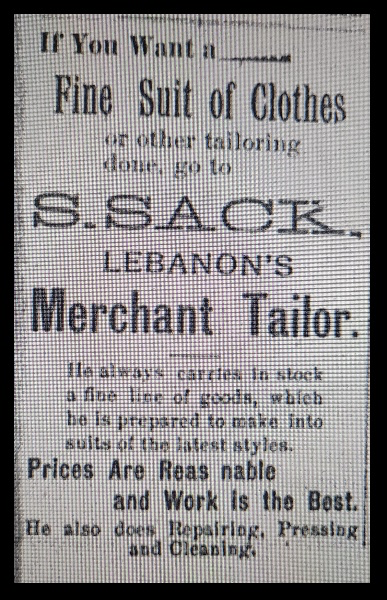 If You Want a
Fine Suit of Clothes
or other tailoring
done, go to
S. SACK,
LEBANON'S
Merchant Tailor.
He always carries in stock
a fine line of goods, which
he is prepared to make into
suits of the latest styles.
Prices Are Reas nable
and Work is the Best.
He also does Repairing, Pressing
and Cleaning.